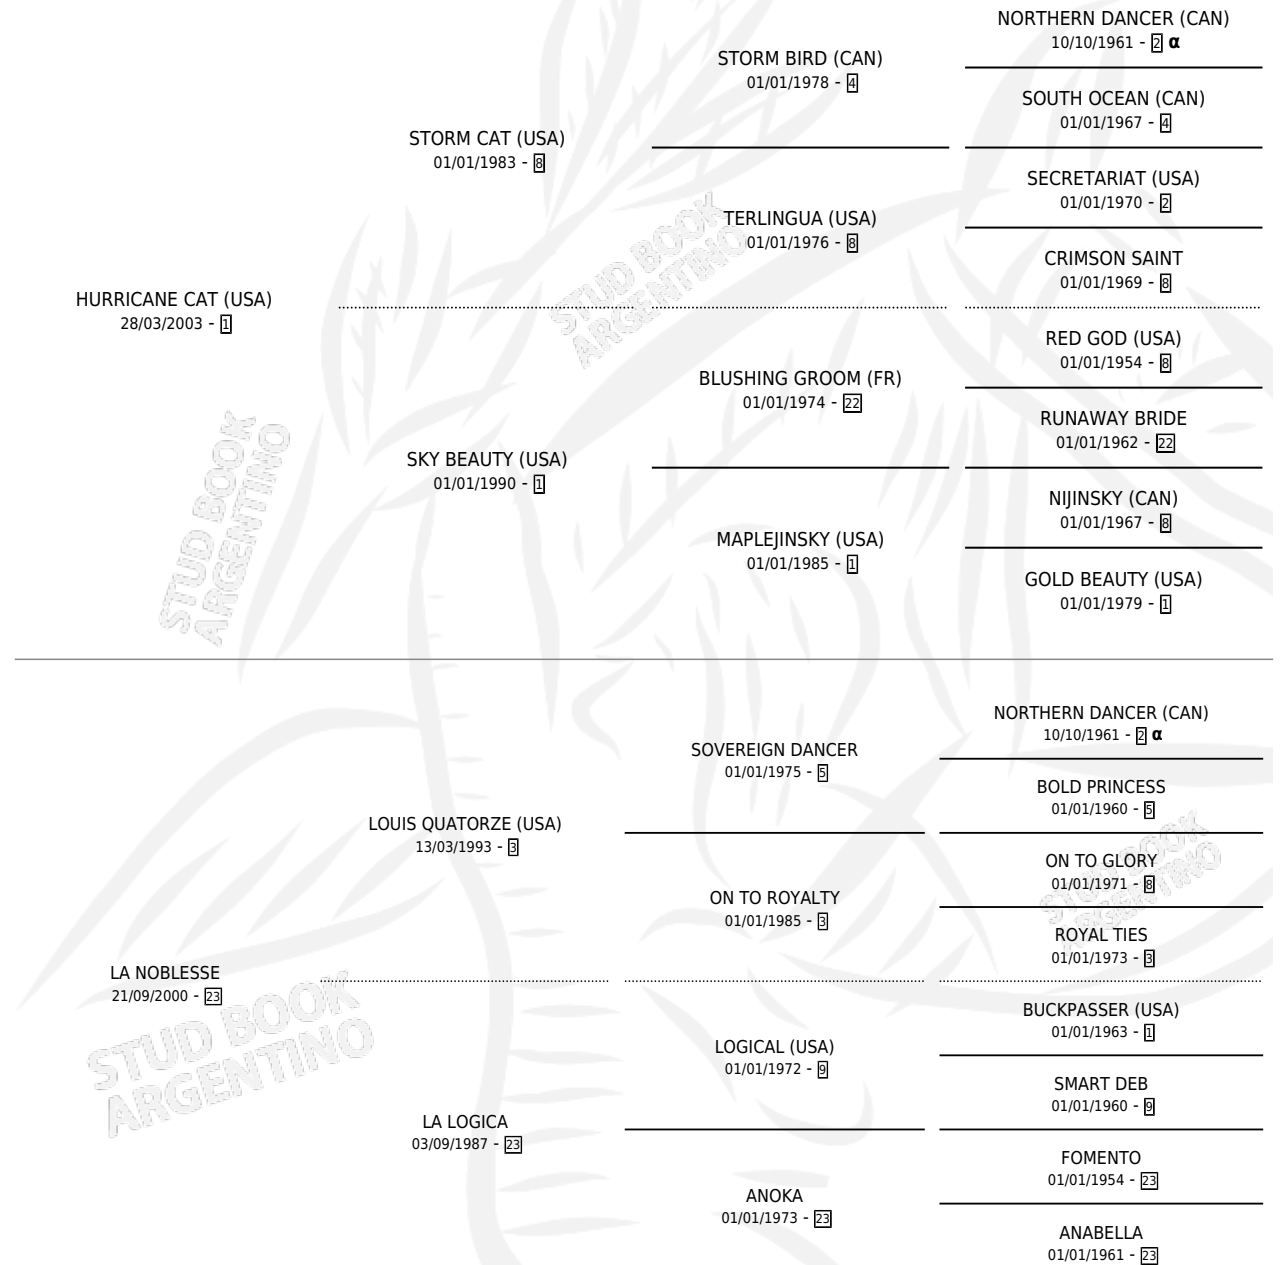 NORTHERN DANCER (CAN)
10/10/1961 - 2 α
STORM BIRD (CAN)
01/01/1978 - 4
SOUTH OCEAN (CAN)
01/01/1967 - 4
STORM CAT (USA)
01/01/1983 - 8
SECRETARIAT (USA)
01/01/1970 - 2
TERLINGUA (USA)
01/01/1976 - 8
CRIMSON SAINT
01/01/1969 - 8
HURRICANE CAT (USA)
28/03/2003 - 1
RED GOD (USA)
01/01/1954 - 8
BLUSHING GROOM (FR)
01/01/1974 - 22
RUNAWAY BRIDE
01/01/1962 - 22
SKY BEAUTY (USA)
01/01/1990 - 1
NIJINSKY (CAN)
01/01/1967 - 8
MAPLEJINSKY (USA)
01/01/1985 - 1
GOLD BEAUTY (USA)
01/01/1979 - 1
NORTHERN DANCER (CAN)
10/10/1961 - 2 α
SOVEREIGN DANCER
01/01/1975 - 5
BOLD PRINCESS
01/01/1960 - 5
LOUIS QUATORZE (USA)
13/03/1993 - 3
ON TO GLORY
01/01/1971 - 8
ON TO ROYALTY
01/01/1985 - 3
ROYAL TIES
01/01/1973 - 3
LA NOBLESSE
21/09/2000 - 23
BUCKPASSER (USA)
01/01/1963 - 1
LOGICAL (USA)
01/01/1972 - 9
SMART DEB
01/01/1960 - 9
LA LOGICA
03/09/1987 - 23
FOMENTO
01/01/1954 - 23
ANOKA
01/01/1973 - 23
ANABELLA
01/01/1961 - 23
STUD BOOK
ARGENTINO
STUD BOOK
ARGENTINO
STUD BOOK
ARGENTINO
STUD BOOK
ARGENTINO